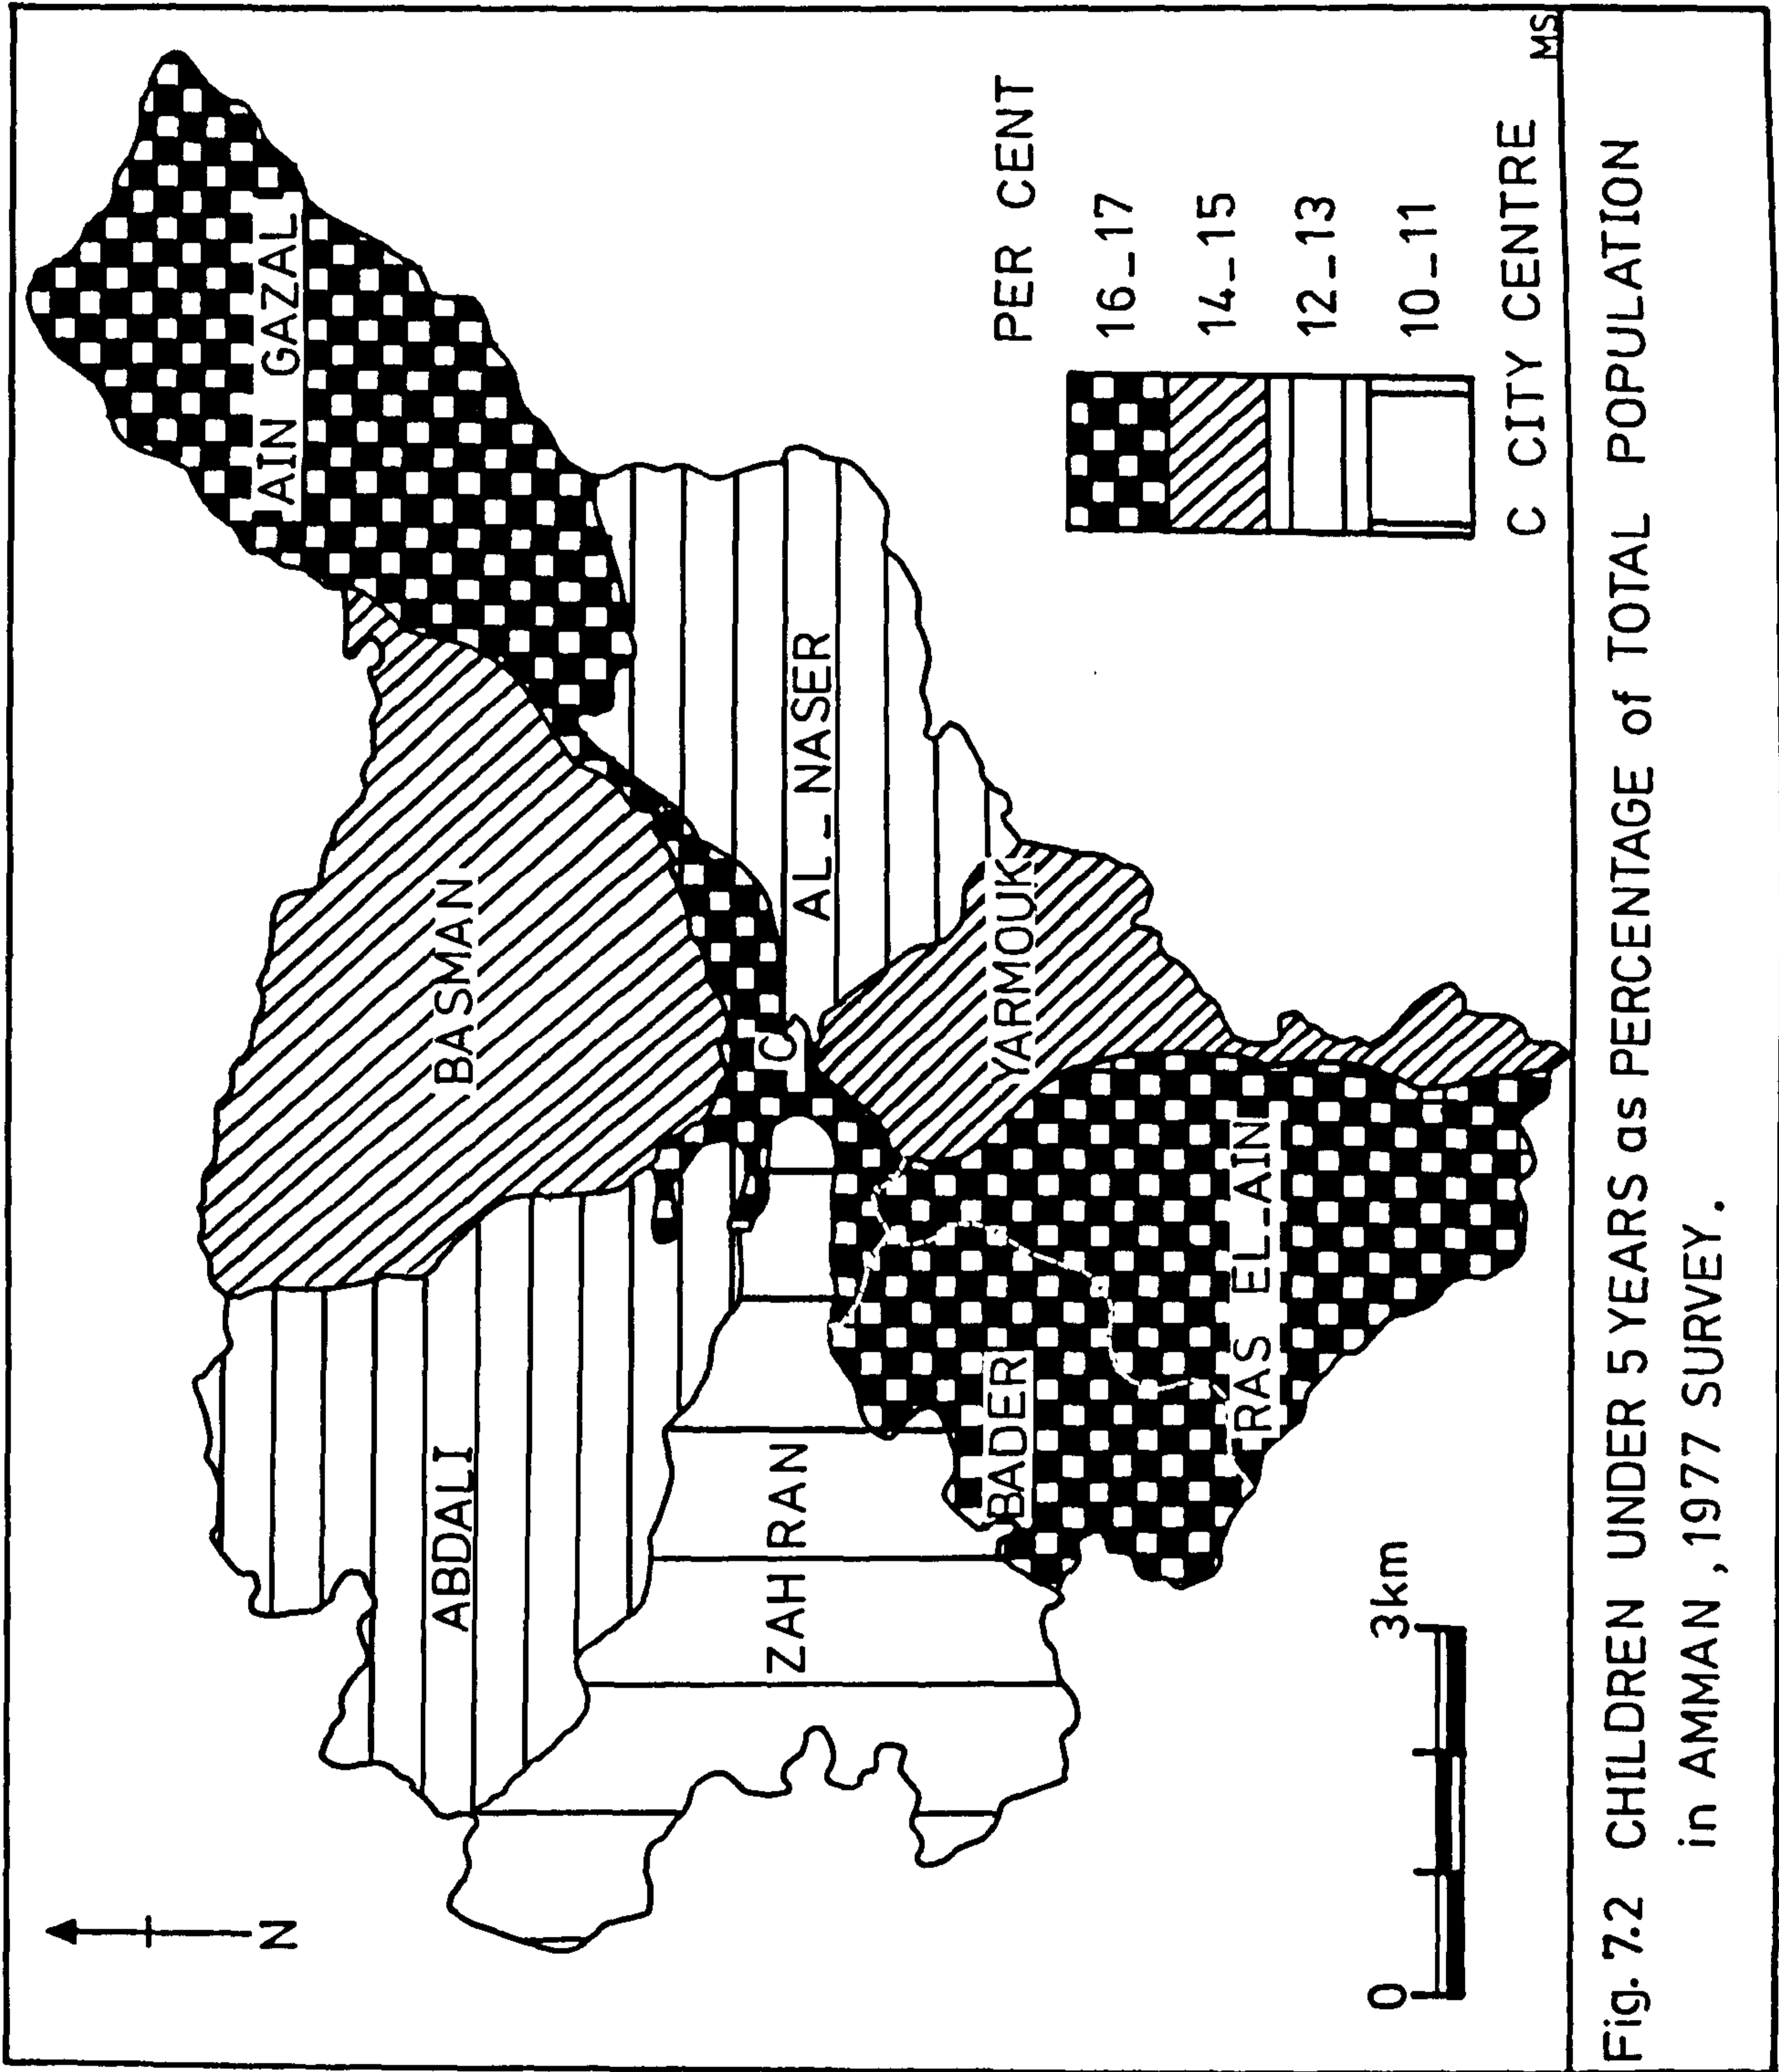 N
AIN GAZAL
BASMAN
ABDALI
AL_NASER
C
ZAHRAN
YARMOUK
BADER
RAS EL_AIN
PER CENT
16_17
14_15
12_13
10_11
C CITY CENTRE
0 3km
MS
Fig. 7.2 CHILDREN UNDER 5 YEARS as PERCENTAGE of TOTAL POPULATION
in AMMAN, 1977 SURVEY.